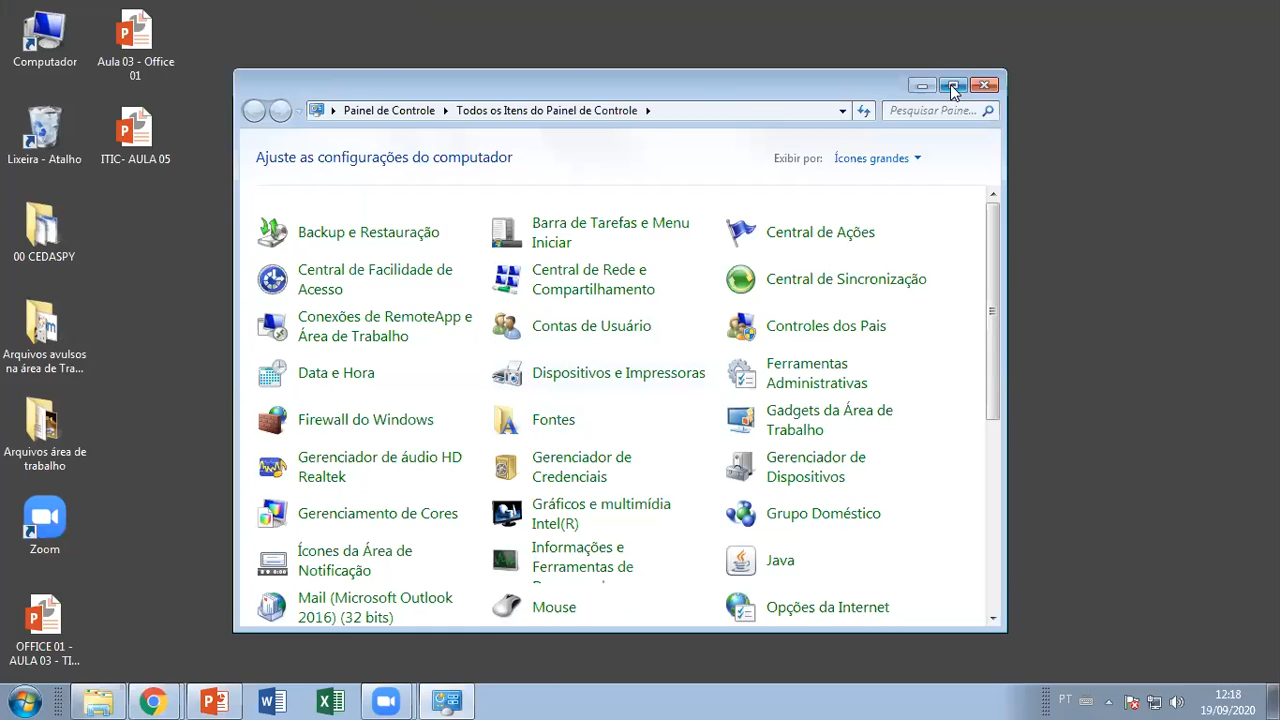 Computador
Aula 03 - Office
01
Lixeira - Atalho
ITIC- AULA 05
00 CEDASPY
Arquivos avulsos
na área de Tra...
Arquivos área de
trabalho
Zoom
OFFICE 01 -
AULA 03 - TI...
Painel de Controle
Todos os Itens do Painel de Controle
Pesquisar Paine...
Ajuste as configurações do computador
Exibir por: Ícones grandes
Backup e Restauração
Barra de Tarefas e Menu
Iniciar
Central de Ações
Central de Facilidade de
Acesso
Central de Rede e
Compartilhamento
Central de Sincronização
Conexões de RemoteApp e
Área de Trabalho
Contas de Usuário
Controles dos Pais
Data e Hora
Dispositivos e Impressoras
Ferramentas
Administrativas
Firewall do Windows
Fontes
Gadgets da Área de
Trabalho
Gerenciador de áudio HD
Realtek
Gerenciador de
Credenciais
Gerenciador de
Dispositivos
Gerenciamento de Cores
Gráficos e multimídia
Intel(R)
Grupo Doméstico
Ícones da Área de
Notificação
Informações e
Ferramentas de
Java
Mail (Microsoft Outlook
2016) (32 bits)
Mouse
Opções da Internet
PT
12:18
19/09/2020